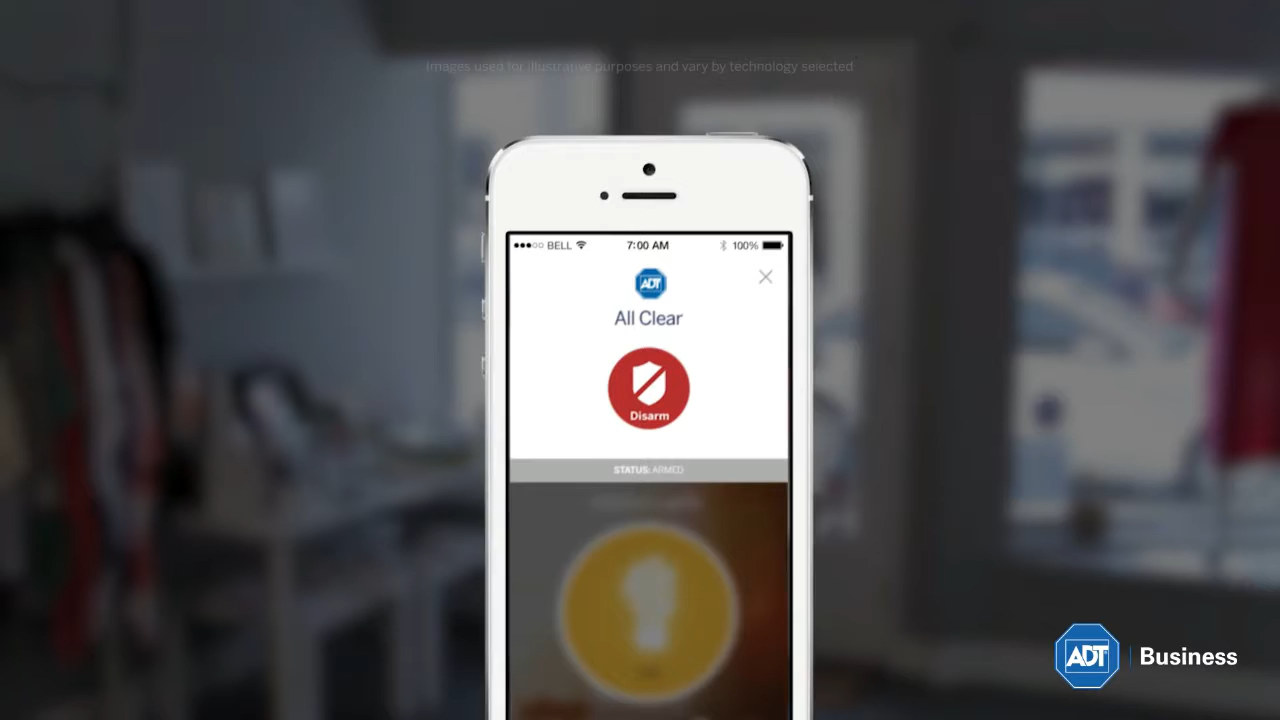 Images used for illustrative purposes and vary by technology selected
BELL 7:00 AM 100%
ADT
All Clear
Disarm
STATUS: ARMED
ADT Business